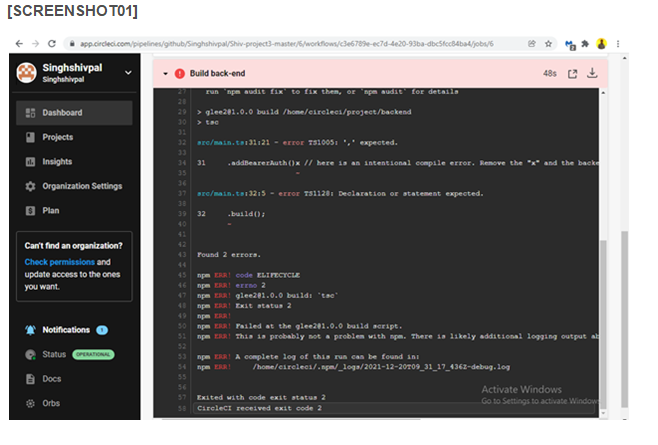 [SCREENSHOT01]
app.circleci.com/pipelines/github/Singhshivpal/Shiv-project3-master/6/workflows/c3e6789e-ec7d-4e20-93ba-dbc5fcc84ba4/jobs/6
Singhshivpal
Singhshivpal
Dashboard
Projects
Insights
Organization Settings
Plan
Can't find an organization?
Check permissions and
update access to the ones
you want.
Notifications 1
Status OPERATIONAL
Docs
Orbs
Build back-end 48s
27 run `npm audit fix` to fix them, or `npm audit` for details
28
29 > glee2@1.0.0 build /home/circleci/project/backend
30 > tsc
31
32 src/main.ts:31:21 - error TS1005: ',' expected.
33
34 31 .addBearerAuth()x // here is an intentional compile error. Remove the "x" and the backe
35 ~
36
37 src/main.ts:32:5 - error TS1128: Declaration or statement expected.
38
39 32 .build();
40 ~
41
42
43 Found 2 errors.
44
45 npm ERR! code ELIFECYCLE
46 npm ERR! errno 2
47 npm ERR! glee2@1.0.0 build: `tsc`
48 npm ERR! Exit status 2
49 npm ERR!
50 npm ERR! Failed at the glee2@1.0.0 build script.
51 npm ERR! This is probably not a problem with npm. There is likely additional logging output ab
52
53 npm ERR! A complete log of this run can be found in:
54 npm ERR! /home/circleci/.npm/_logs/2021-12-20T09_31_17_436Z-debug.log
55
56
57 Exited with code exit status 2
58 CircleCI received exit code 2
Activate Windows
Go to Settings to activate Windows